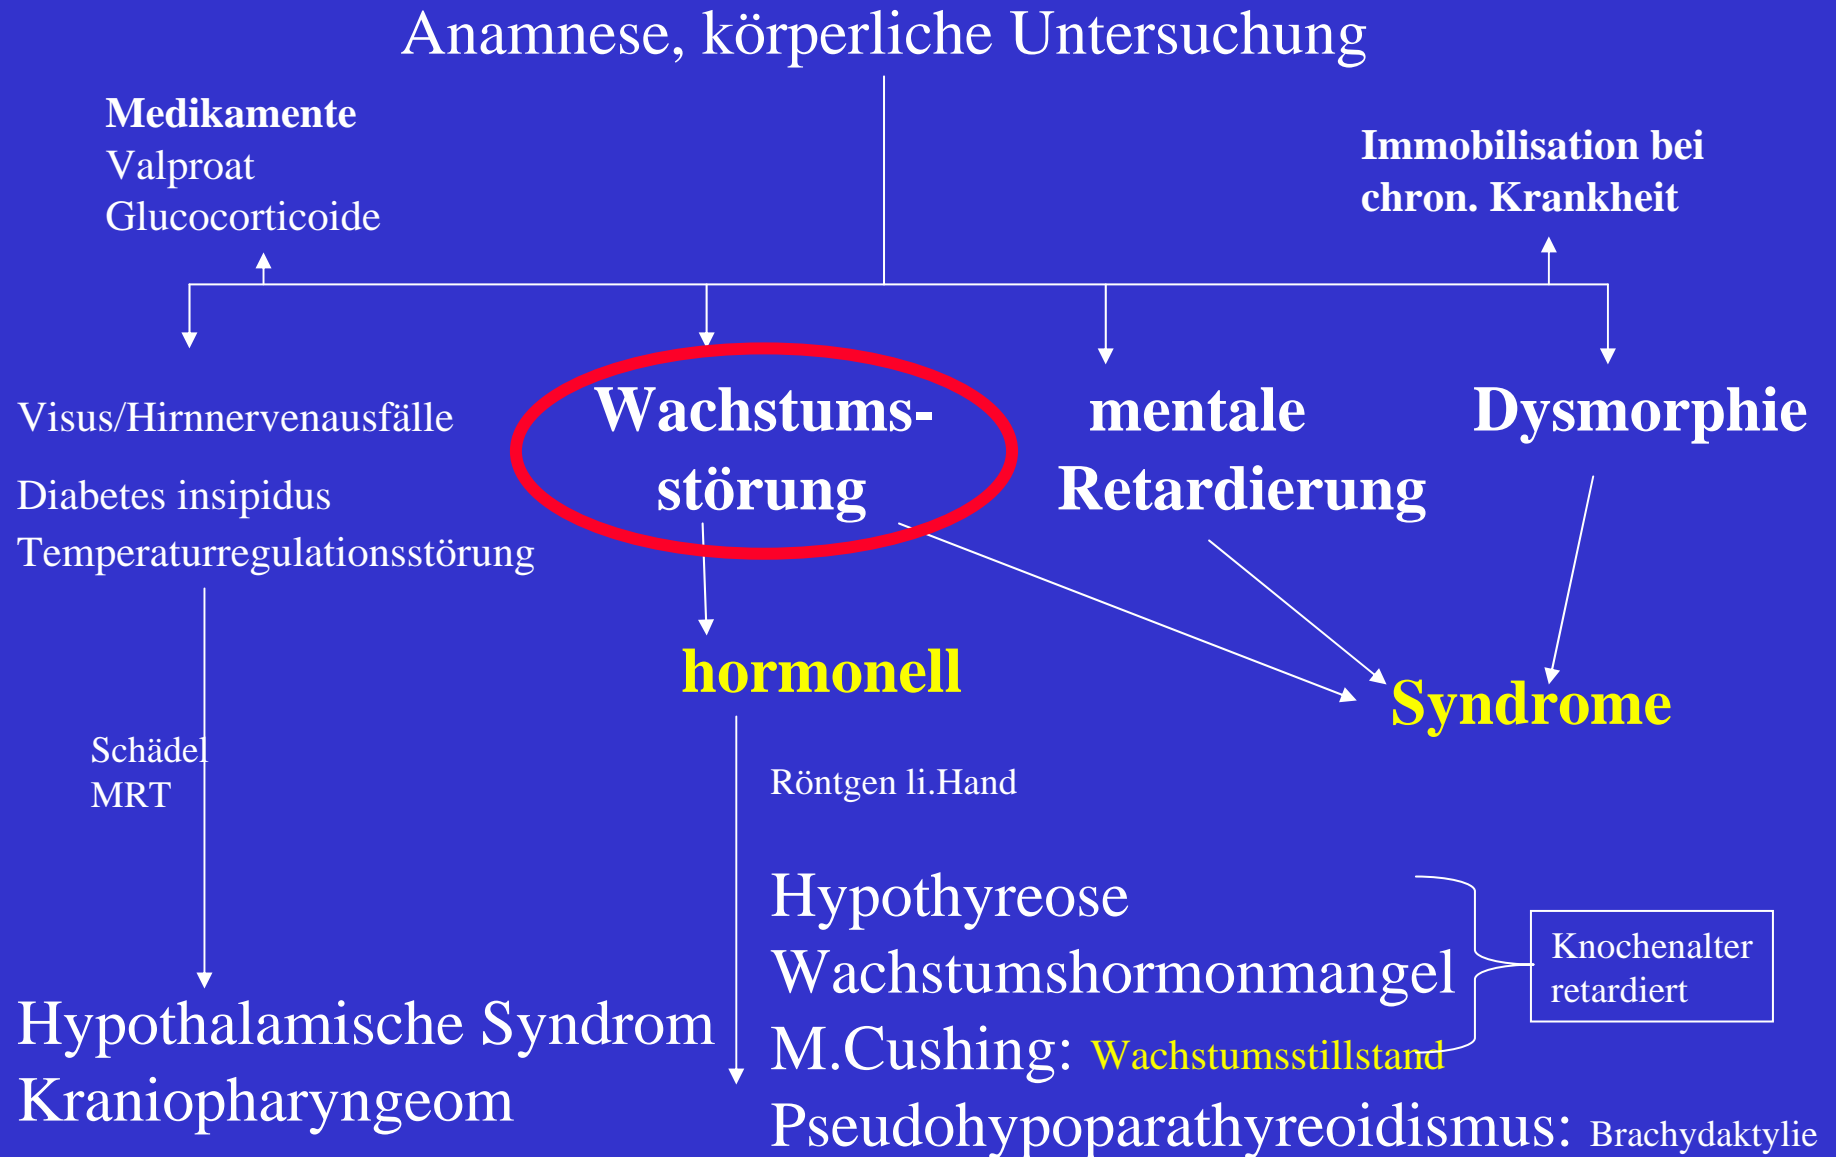 Anamnese, körperliche Untersuchung
Medikamente
Valproat
Glucocorticoide
Immobilisation bei
chron. Krankheit
Visus/Hirnnervenausfälle
Diabetes insipidus
Temperaturregulationsstörung
Wachstums-
störung
mentale
Retardierung
Dysmorphie
hormonell
Syndrome
Schädel
MRT
Röntgen li.Hand
Hypothalamische Syndrom
Kraniopharyngeom
Hypothyreose
Wachstumshormonmangel
M.Cushing: Wachstumsstillstand
Pseudohypoparathyreoidismus: Brachydaktylie
Knochenalter
retardiert